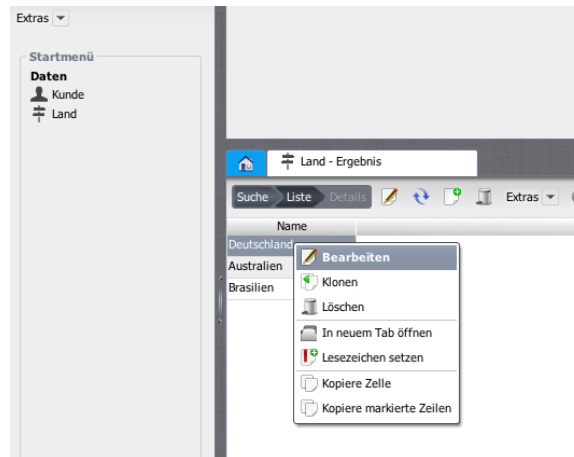 Extras
Startmenü
Daten
Kunde
Land
Land - Ergebnis
Suche Liste Details Extras
Name
Deutschland
Australien
Brasilien
Bearbeiten
Klonen
Löschen
In neuem Tab öffnen
Lesezeichen setzen
Kopiere Zelle
Kopiere markierte Zeilen